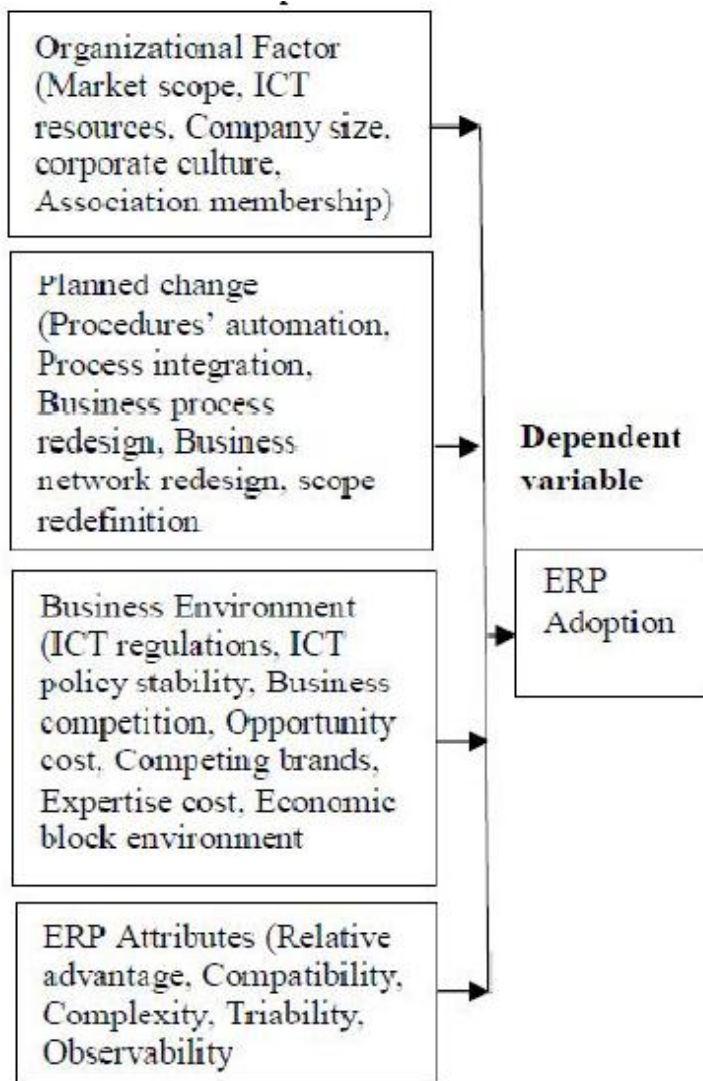 Organizational Factor
(Market scope, ICT
resources, Company size,
corporate culture,
Association membership)
Planned change
(Procedures’ automation,
Process integration,
Business process
redesign, Business
network redesign, scope
redefinition
Business Environment
(ICT regulations, ICT
policy stability, Business
competition, Opportunity
cost, Competing brands,
Expertise cost, Economic
block environment
ERP Attributes (Relative
advantage, Compatibility,
Complexity, Triability,
Observability
Dependent
variable
ERP
Adoption